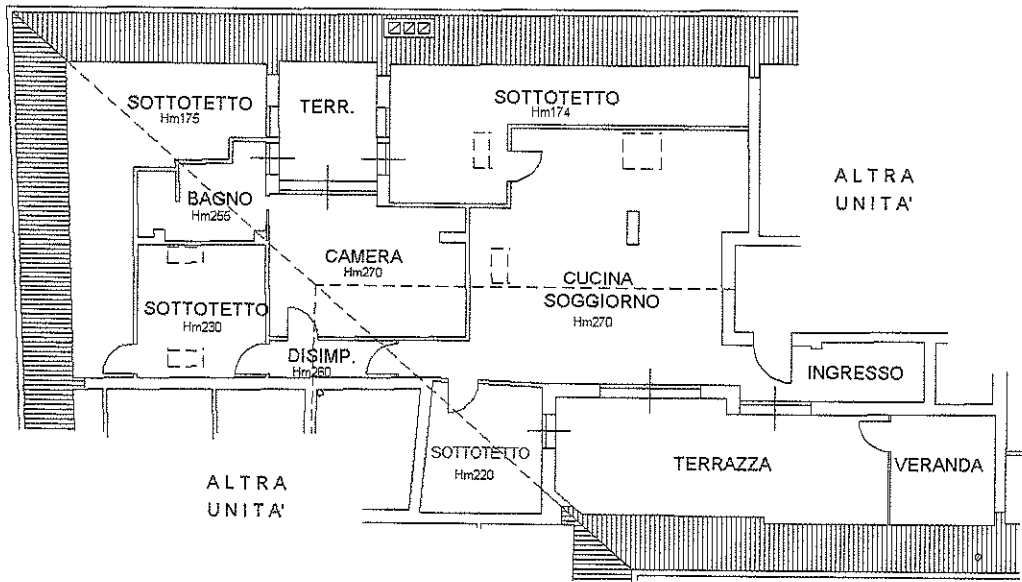 SOTTOTETTO
Hm175
TERR.
SOTTOTETTO
Hm174
ALTRA
UNITA'
BAGNO
Hm255
CAMERA
Hm270
CUCINA
SOGGIORNO
Hm270
SOTTOTETTO
Hm230
DISIMP.
Hm260
INGRESSO
SOTTOTETTO
Hm220
TERRAZZA
VERANDA
ALTRA
UNITA'